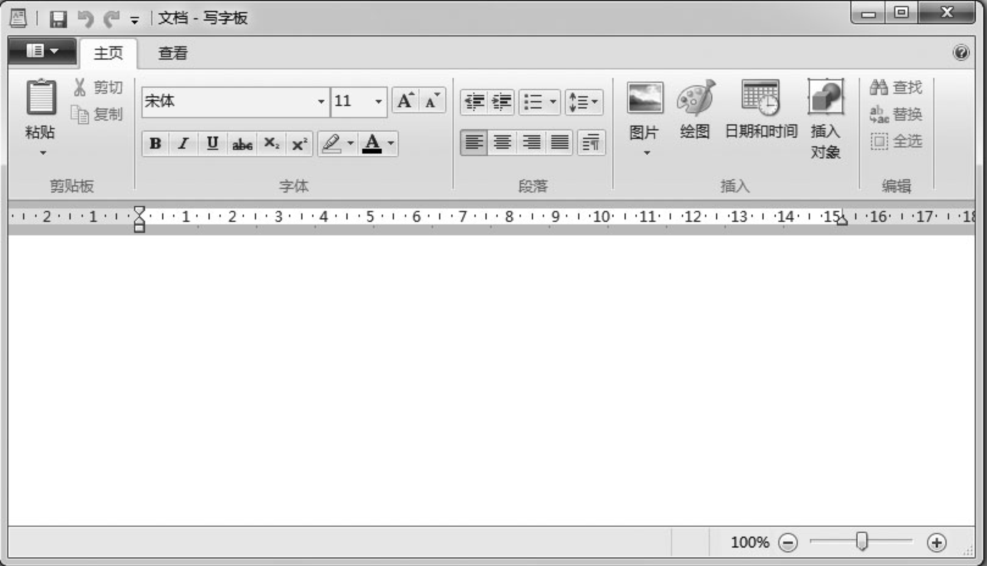 文档 - 写字板
主页 查看
粘贴
剪切
复制
剪贴板
宋体 11
B I U abc X₂ X² A
字体
段落
图片 绘图 日期和时间 插入对象
插入
查找
替换
全选
编辑
2 1 1 2 3 4 5 6 7 8 9 10 11 12 13 14 15 16 17 18
100%